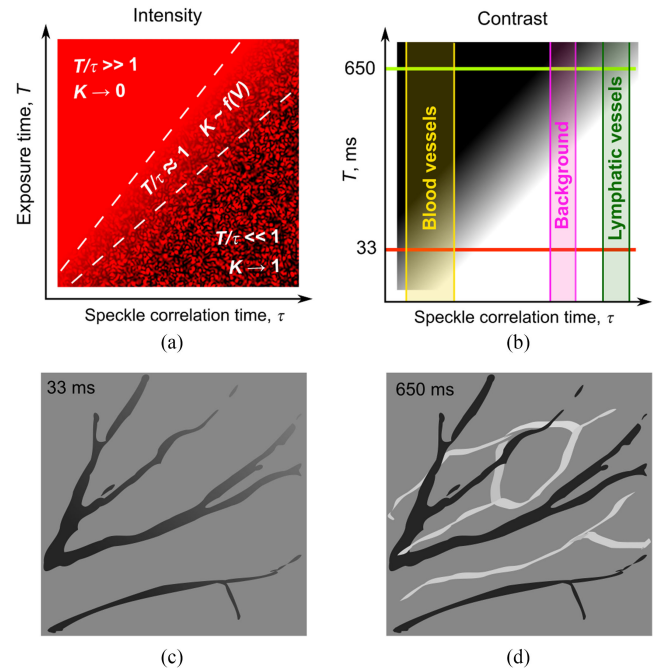 Intensity
Exposure time, T
T/τ >> 1
K → 0
T/τ ≈ 1 K ~ f(V)
T/τ << 1
K → 1
Speckle correlation time, τ
(a)
Contrast
T, ms
650
33
Blood vessels
Background
Lymphatic vessels
Speckle correlation time, τ
(b)
33 ms
(c)
650 ms
(d)